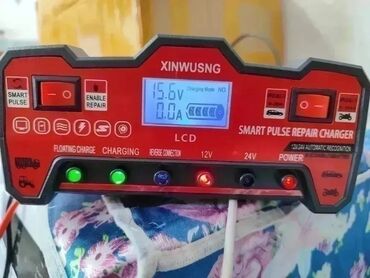 XINWUSNG
SMART
PULSE
ENABLE
REPAIR
Charging Mode
NO
15.6V
0.0A
LCD
SMART PULSE REPAIR CHARGER
12V/24V AUTOMATIC RECOGNITION
FLOATING CHARGE
CHARGING
REVERSE CONNECTION
12V
24V
POWER